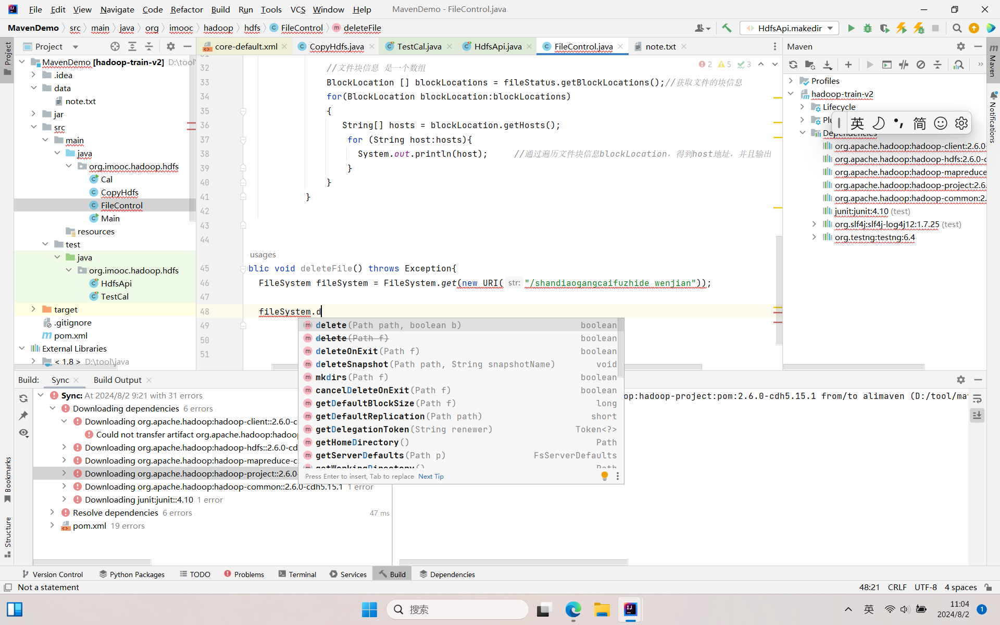 File Edit View Navigate Code Refactor Build Run Tools VCS Window Help MavenDemo - FileControl.java
MavenDemo src main java org imooc hadoop hdfs FileControl deleteFile HdfsApi.makedir
Project core-default.xml CopyHdfs.java TestCal.java HdfsApi.java FileControl.java note.txt Maven
Project
MavenDemo [hadoop-train-v2] D:\tool\
.idea
data
note.txt
jar
src
main
java
org.imooc.hadoop.hdfs
Cal
CopyHdfs
FileControl
Main
resources
test
java
org.imooc.hadoop.hdfs
HdfsApi
TestCal
target
.gitignore
pom.xml
External Libraries
< 1.8 > D:\tool\java
Bookmarks
Structure
2 5 3
32 //文件块信息 是一个数组
33 BlockLocation [] blockLocations = fileStatus.getBlockLocations();//获取文件的块信息
34 for(BlockLocation blockLocation:blockLocations)
35 {
36 String[] hosts = blockLocation.getHosts();
37 for (String host:hosts){
38 System.out.println(host); //通过遍历文件块信息blockLocation，得到host地址，并且输出
39 }
40 }
41 }
42
43
44
usages
45 blic void deleteFile() throws Exception{
46 FileSystem fileSystem = FileSystem.get(new URI( str: "/shandiaogangcaifuzhide wenjian"));
47
48 fileSystem.d
49
50
51
delete(Path path, boolean b) boolean
delete(Path f) boolean
deleteOnExit(Path f) boolean
deleteSnapshot(Path path, String snapshotName) void
mkdirs(Path f) boolean
cancelDeleteOnExit(Path f) boolean
getDefaultBlockSize(Path f) long
getDefaultReplication(Path path) short
getDelegationToken(String renewer) Token<?>
getHomeDirectory() Path
getServerDefaults(Path p) FsServerDefaults
getWorkingDirectory() Path
Press Enter to insert, Tab to replace Next Tip
Profiles
hadoop-train-v2
Lifecycle
Plu
英 简
Dependencies
org.apache.hadoop:hadoop-client:2.6.0-
org.apache.hadoop:hadoop-hdfs:2.6.0-c
org.apache.hadoop:hadoop-mapreduce
org.apache.hadoop:hadoop-project:2.6.
org.apache.hadoop:hadoop-common:2.
junit:junit:4.10 (test)
org.slf4j:slf4j-log4j12:1.7.25 (test)
org.testng:testng:6.4
Maven
Notifications
Build: Sync Build Output
Sync: At 2024/8/2 9:21 with 31 errors
Downloading dependencies 6 errors
Downloading org.apache.hadoop:hadoop-client::2.6.0-c
Could not transfer artifact org.apache.hadoop:hadoo
Downloading org.apache.hadoop:hadoop-hdfs::2.6.0-cd
Downloading org.apache.hadoop:hadoop-mapreduce-c
Downloading org.apache.hadoop:hadoop-project::2.6.0-
Downloading org.apache.hadoop:hadoop-common::2.6.0-cdh5.15.1 1 error
Downloading junit:junit::4.10 1 error
Resolve dependencies 6 errors 47 ms
pom.xml 19 errors
op:hadoop-project:pom:2.6.0-cdh5.15.1 from/to alimaven (D:/tool/ma
Version Control Python Packages TODO Problems Terminal Services Build Dependencies
Not a statement 48:21 CRLF UTF-8 4 spaces
搜索 英 11:04
2024/8/2 1